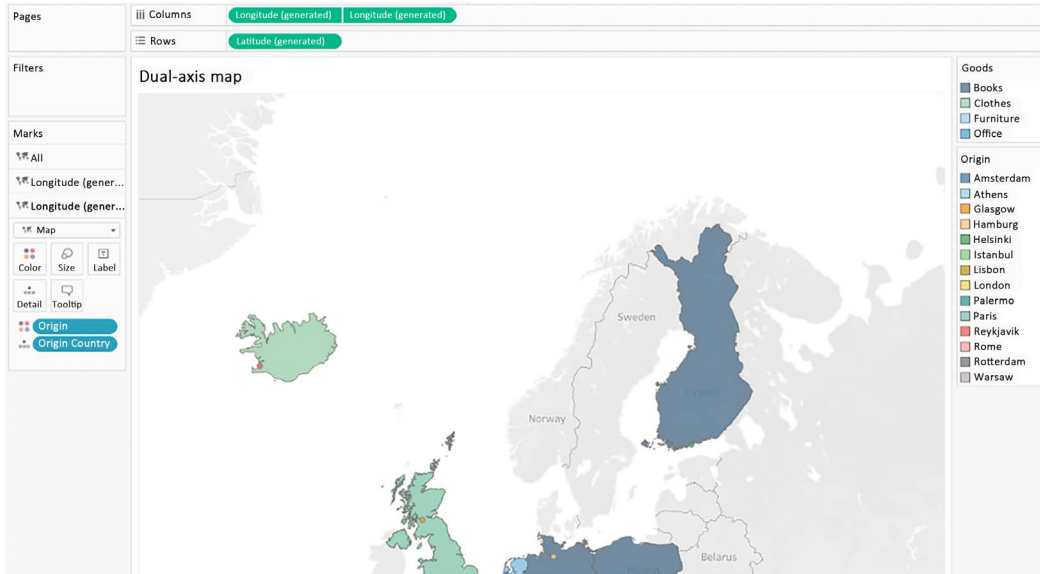 Pages
Columns
Longitude (generated)
Longitude (generated)
Rows
Latitude (generated)
Filters
Dual-axis map
Marks
All
Longitude (gener...
Longitude (gener...
Map
Color
Size
Label
Detail
Tooltip
Origin
Origin Country
Sweden
Norway
Finland
Belarus
Poland
Goods
Books
Clothes
Furniture
Office
Origin
Amsterdam
Athens
Glasgow
Hamburg
Helsinki
Istanbul
Lisbon
London
Palermo
Paris
Reykjavik
Rome
Rotterdam
Warsaw